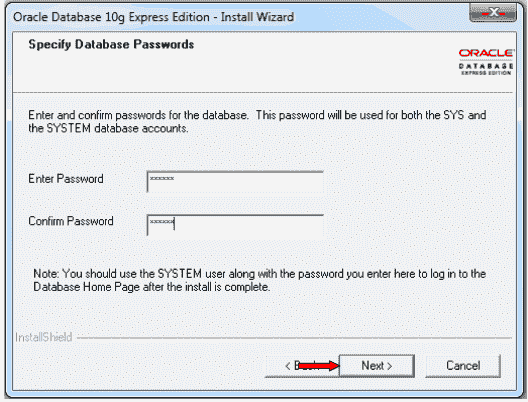 Oracle Database 10g Express Edition - Install Wizard
Specify Database Passwords
ORACLE
DATABASE
EXPRESS EDITION
Enter and confirm passwords for the database. This password will be used for both the SYS and
the SYSTEM database accounts.
Enter Password
xxxxxx
Confirm Password
xxxxxx
Note: You should use the SYSTEM user along with the password you enter here to log in to the
Database Home Page after the install is complete.
InstallShield
< Next > Cancel